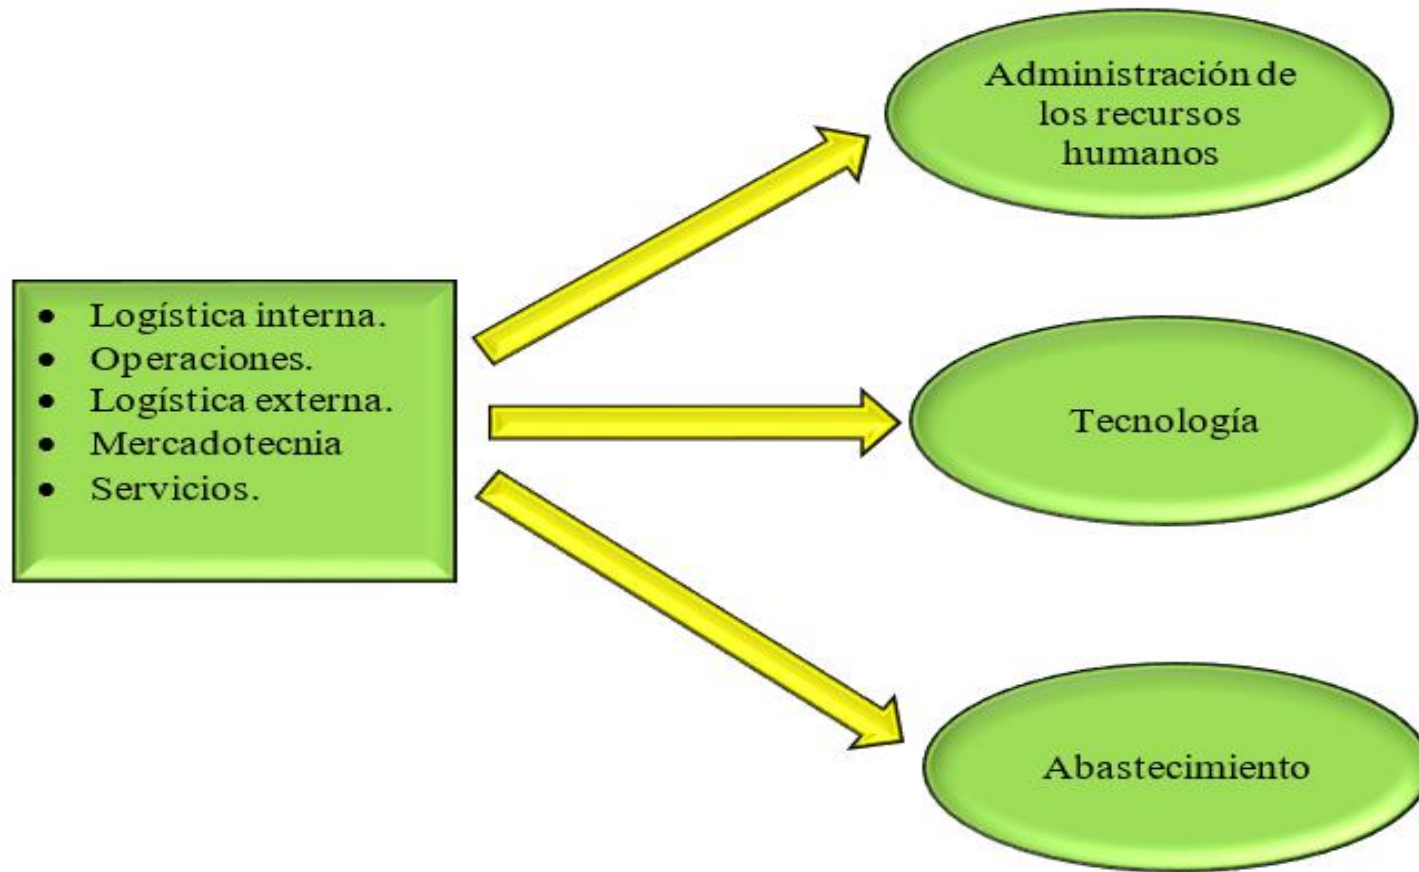 Administración de
los recursos
humanos
• Logística interna.
• Operaciones.
• Logística externa.
• Mercadotecnia
• Servicios.
Tecnología
Abastecimiento